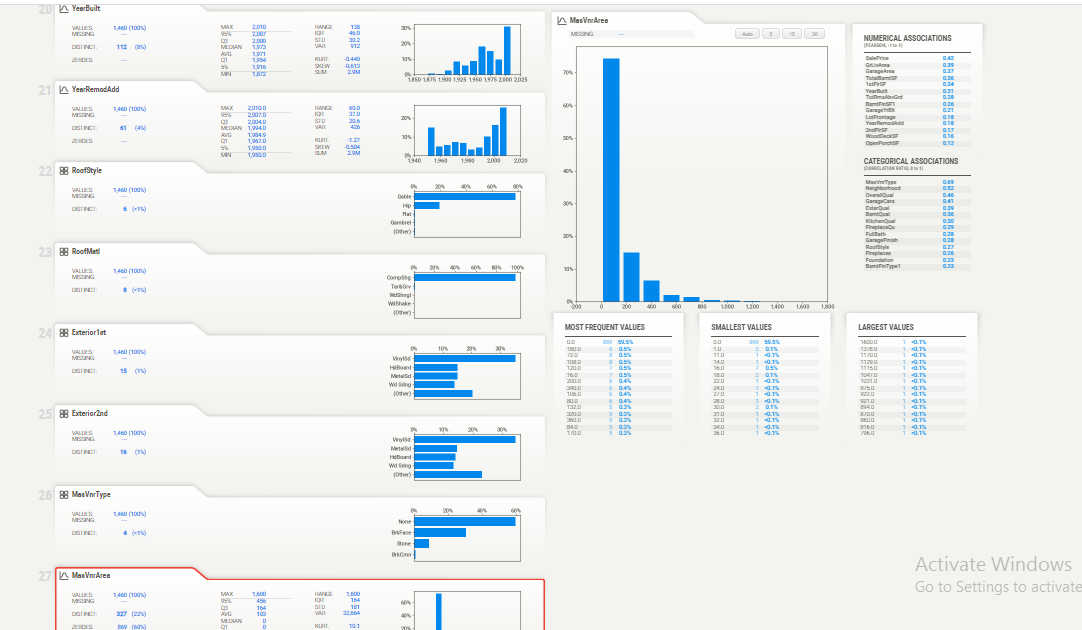 20 YearBuilt
VALUES: 1,460 (100%)
MISSING: ---
DISTINCT: 112 (8%)
ZEROES: ---
MAX 2,010
95% 2,007
Q3 2,000
MEDIAN 1,973
AVG 1,971
Q1 1,954
5% 1,916
MIN 1,872
RANGE 138
IQR 46.0
STD 30.2
VAR 912
KURT. -0.440
SKEW -0.613
SUM 2.9M
30%
20%
10%
0%
1,850 1,875 1,900 1,925 1,950 1,975 2,000 2,025
21 YearRemodAdd
VALUES: 1,460 (100%)
MISSING: ---
DISTINCT: 61 (4%)
ZEROES: ---
MAX 2,010.0
95% 2,007.0
Q3 2,004.0
MEDIAN 1,994.0
AVG 1,984.9
Q1 1,967.0
5% 1,950.0
MIN 1,950.0
RANGE 60.0
IQR 37.0
STD 20.6
VAR 426
KURT. -1.27
SKEW -0.504
SUM 2.9M
20%
10%
0%
1,940 1,960 1,980 2,000 2,020
22 RoofStyle
VALUES: 1,460 (100%)
MISSING: ---
DISTINCT: 6 (<1%)
0% 20% 40% 60% 80%
Gable
Hip
Flat
Gambrel
(Other)
23 RoofMatl
VALUES: 1,460 (100%)
MISSING: ---
DISTINCT: 8 (<1%)
0% 20% 40% 60% 80% 100%
CompShg
Tar&Grv
WdShngl
WdShake
(Other)
24 Exterior1st
VALUES: 1,460 (100%)
MISSING: ---
DISTINCT: 15 (1%)
0% 10% 20% 30%
VinylSd
HdBoard
MetalSd
Wd Sdng
(Other)
25 Exterior2nd
VALUES: 1,460 (100%)
MISSING: ---
DISTINCT: 16 (1%)
0% 10% 20% 30%
VinylSd
MetalSd
HdBoard
Wd Sdng
(Other)
26 MasVnrType
VALUES: 1,460 (100%)
MISSING: ---
DISTINCT: 4 (<1%)
0% 20% 40% 60%
None
BrkFace
Stone
BrkCmn
27 MasVnrArea
VALUES: 1,460 (100%)
MISSING: ---
DISTINCT: 327 (22%)
ZEROES: 869 (60%)
MAX 1,600
95% 456
Q3 164
AVG 103
MEDIAN 0
Q1 0
RANGE 1,600
IQR 164
STD 181
VAR 32,664
KURT. 10.1
60%
40%
20%
MasVnrArea
MISSING: ---
Auto 5 15 30
70%
60%
50%
40%
30%
20%
10%
0%
-200 0 200 400 600 800 1,000 1,200 1,400 1,600 1,800
NUMERICAL ASSOCIATIONS
(PEARSON, -1 to 1)
SalePrice 0.42
GrLivArea 0.39
GarageArea 0.37
TotalBsmtSF 0.36
1stFlrSF 0.34
YearBuilt 0.31
TotRmsAbvGrd 0.28
BsmtFinSF1 0.26
GarageYrBlt 0.21
LotFrontage 0.18
YearRemodAdd 0.18
2ndFlrSF 0.17
WoodDeckSF 0.16
OpenPorchSF 0.12
CATEGORICAL ASSOCIATIONS
(CORRELATION RATIO, 0 to 1)
MasVnrType 0.69
Neighborhood 0.52
OverallQual 0.46
GarageCars 0.41
ExterQual 0.39
BsmtQual 0.36
KitchenQual 0.30
FireplaceQu 0.29
FullBath 0.28
GarageFinish 0.28
RoofStyle 0.27
Fireplaces 0.26
Foundation 0.23
BsmtFinType1 0.23
MOST FREQUENT VALUES
0.0 869 59.5%
180.0 8 0.5%
72.0 8 0.5%
108.0 8 0.5%
120.0 7 0.5%
16.0 7 0.5%
200.0 6 0.4%
340.0 6 0.4%
106.0 6 0.4%
80.0 6 0.4%
132.0 5 0.3%
320.0 5 0.3%
360.0 5 0.3%
84.0 5 0.3%
170.0 5 0.3%
SMALLEST VALUES
0.0 869 59.5%
1.0 2 0.1%
11.0 1 <0.1%
14.0 1 <0.1%
16.0 7 0.5%
18.0 2 0.1%
22.0 1 <0.1%
24.0 1 <0.1%
27.0 1 <0.1%
28.0 1 <0.1%
30.0 2 0.1%
31.0 1 <0.1%
32.0 1 <0.1%
34.0 1 <0.1%
36.0 1 <0.1%
LARGEST VALUES
1600.0 1 <0.1%
1378.0 1 <0.1%
1170.0 1 <0.1%
1129.0 1 <0.1%
1115.0 1 <0.1%
1047.0 1 <0.1%
1031.0 1 <0.1%
975.0 1 <0.1%
922.0 1 <0.1%
921.0 1 <0.1%
894.0 1 <0.1%
870.0 1 <0.1%
860.0 1 <0.1%
816.0 1 <0.1%
796.0 1 <0.1%
Activate Windows
Go to Settings to activate